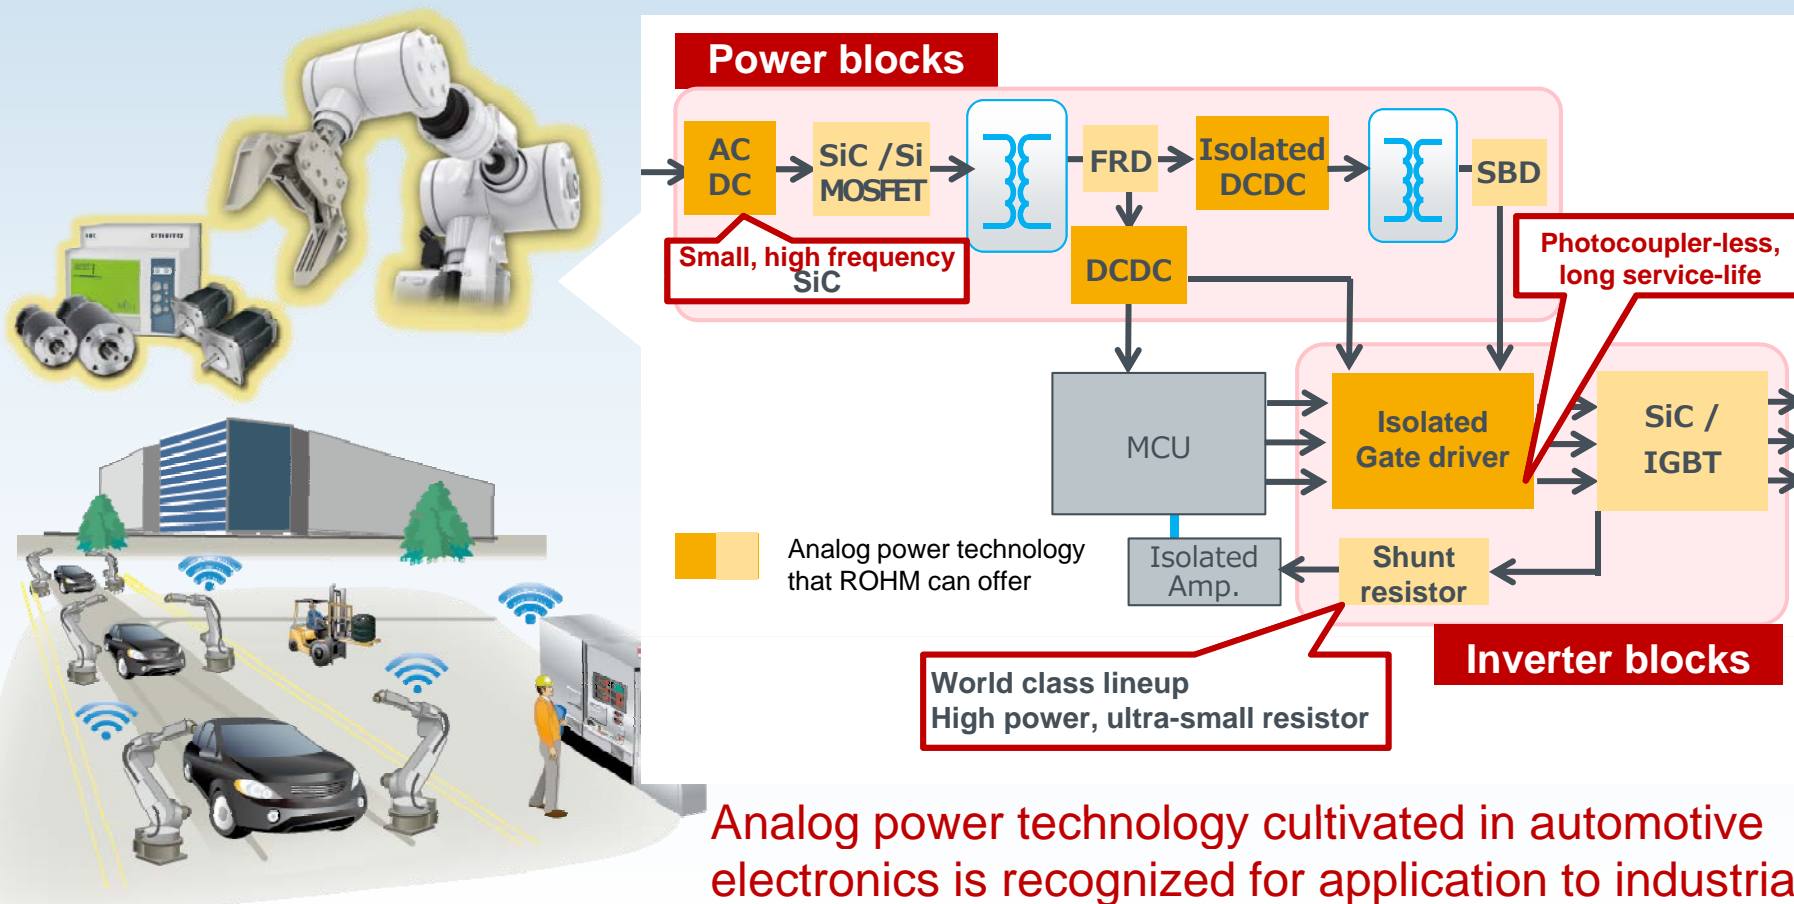 Power blocks
AC
DC
SiC /Si
MOSFET
FRD
Isolated
DCDC
SBD
Small, high frequency
SiC
DCDC
Photocoupler-less,
long service-life
MCU
Isolated
Gate driver
SiC /
IGBT
Analog power technology
that ROHM can offer
Isolated
Amp.
Shunt
resistor
Inverter blocks
World class lineup
High power, ultra-small resistor
Analog power technology cultivated in automotive
electronics is recognized for application to industria